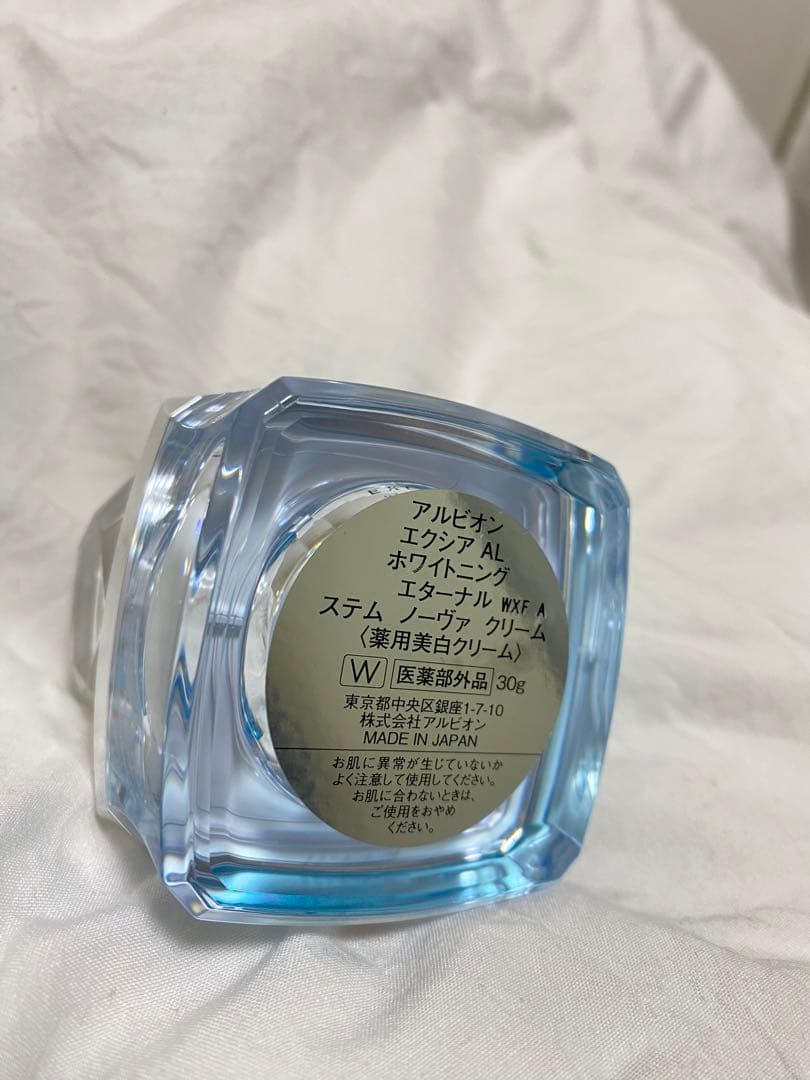 アルビオン
エクシア AL
ホワイトニング
エターナル WXF A
ステム ノーヴァ クリーム
〈薬用美白クリーム〉
W 医薬部外品 30g
東京都中央区銀座1-7-10
株式会社アルビオン
MADE IN JAPAN
お肌に異常が生じていないか
よく注意して使用してください。
お肌に合わないときは、
ご使用をおやめ
ください。